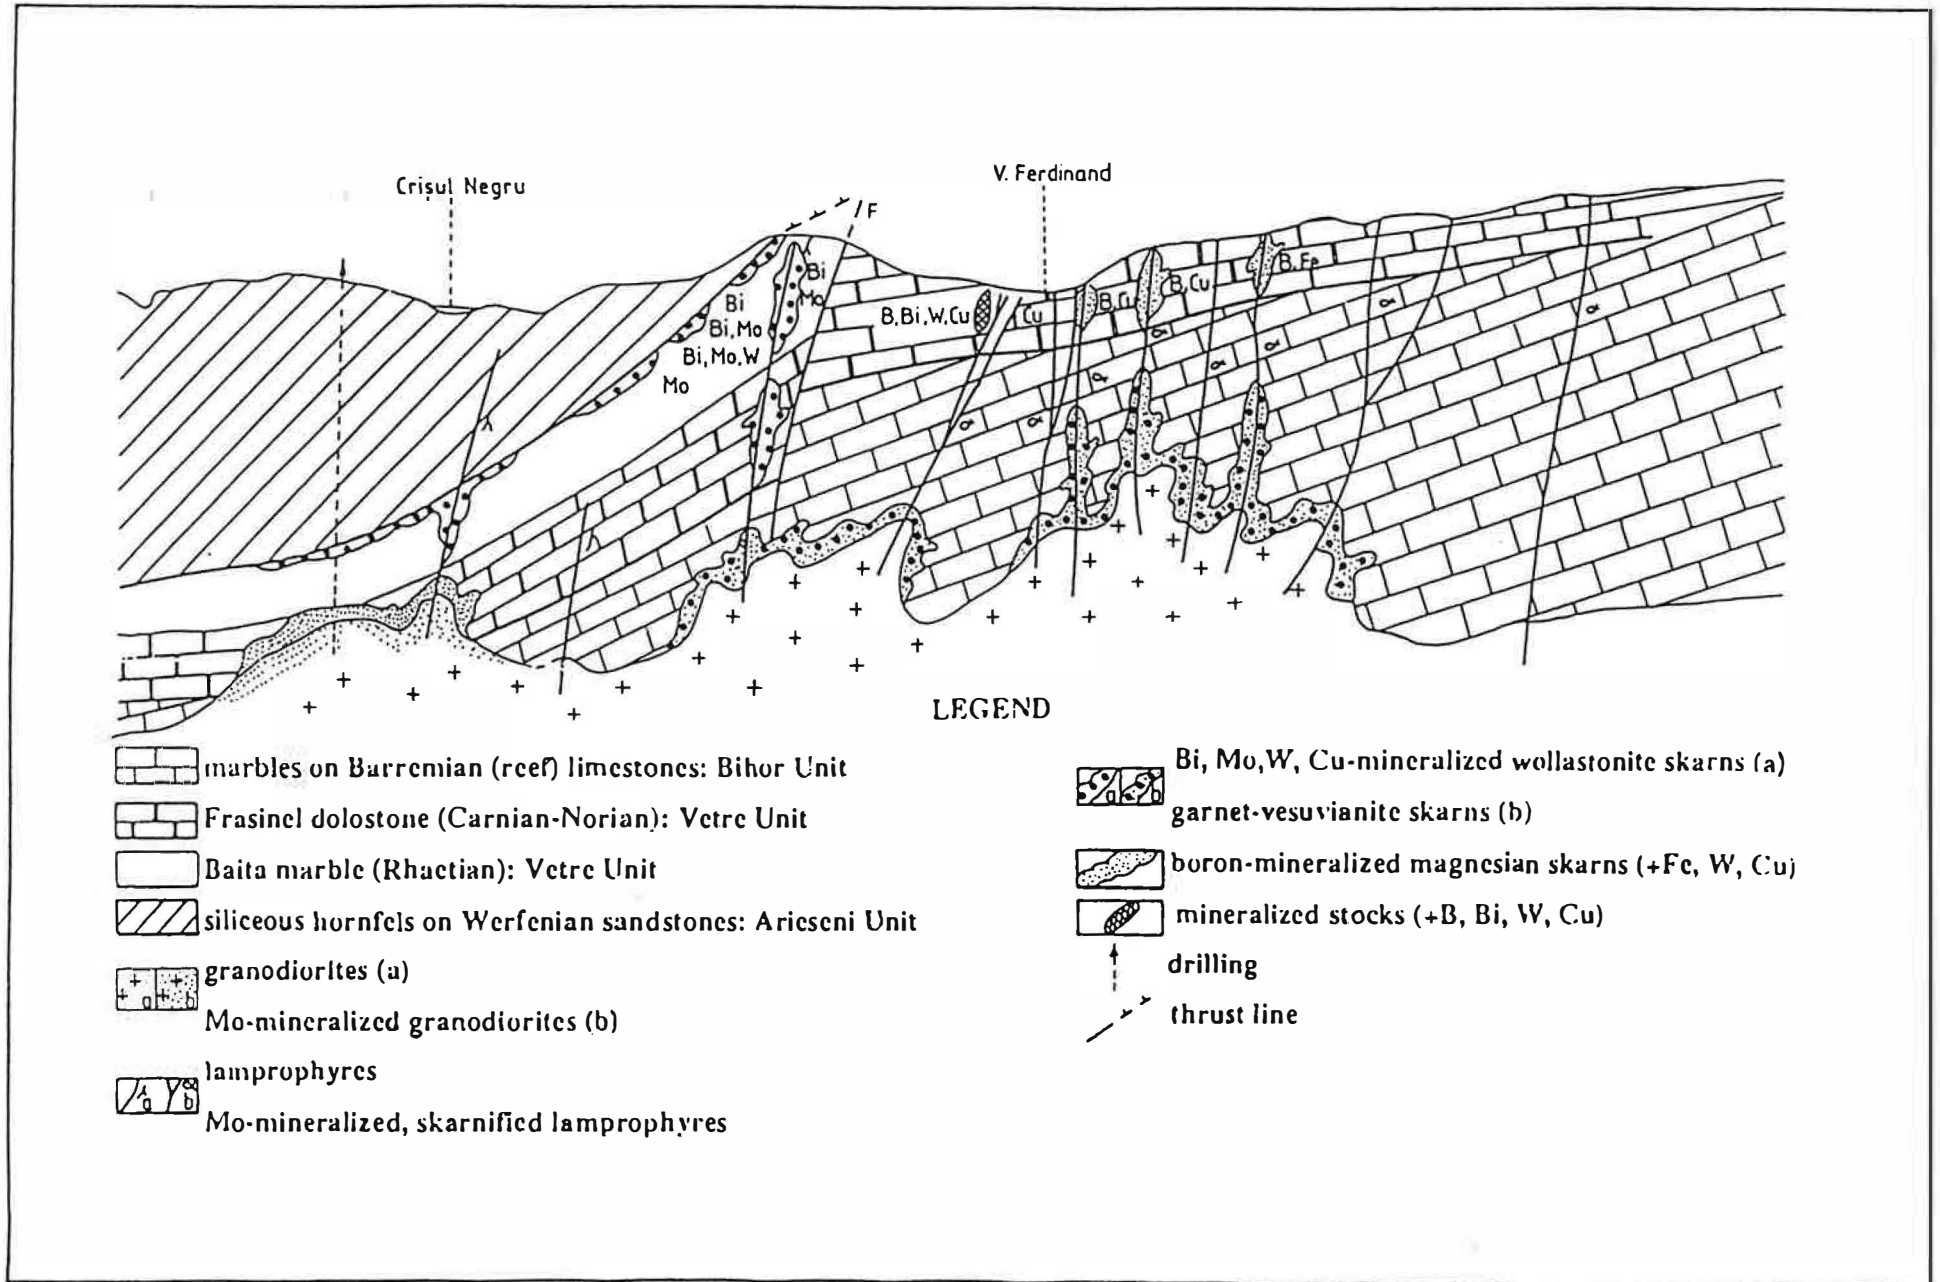 Crişul Negru
V. Ferdinand
F
Bi
Mo
Bi
Bi, Mo
Bi, Mo, W
Mo
B, Bi, W, Cu
Cu
B, Cu
B, Cu
B, Fe
LEGEND
marbles on Barremian (reef) limestones: Bihor Unit
Frasinel dolostone (Carnian-Norian): Vetre Unit
Baita marble (Rhaetian): Vetre Unit
siliceous hornfels on Werfenian sandstones: Arieseni Unit
a b
granodiorites (a)
Mo-mineralized granodiorites (b)
a b
lamprophyres
Mo-mineralized, skarnified lamprophyres
a b
Bi, Mo,W, Cu-mineralized wollastonite skarns (a)
garnet-vesuvianite skarns (b)
boron-mineralized magnesian skarns (+Fe, W, Cu)
mineralized stocks (+B, Bi, W, Cu)
drilling
thrust line